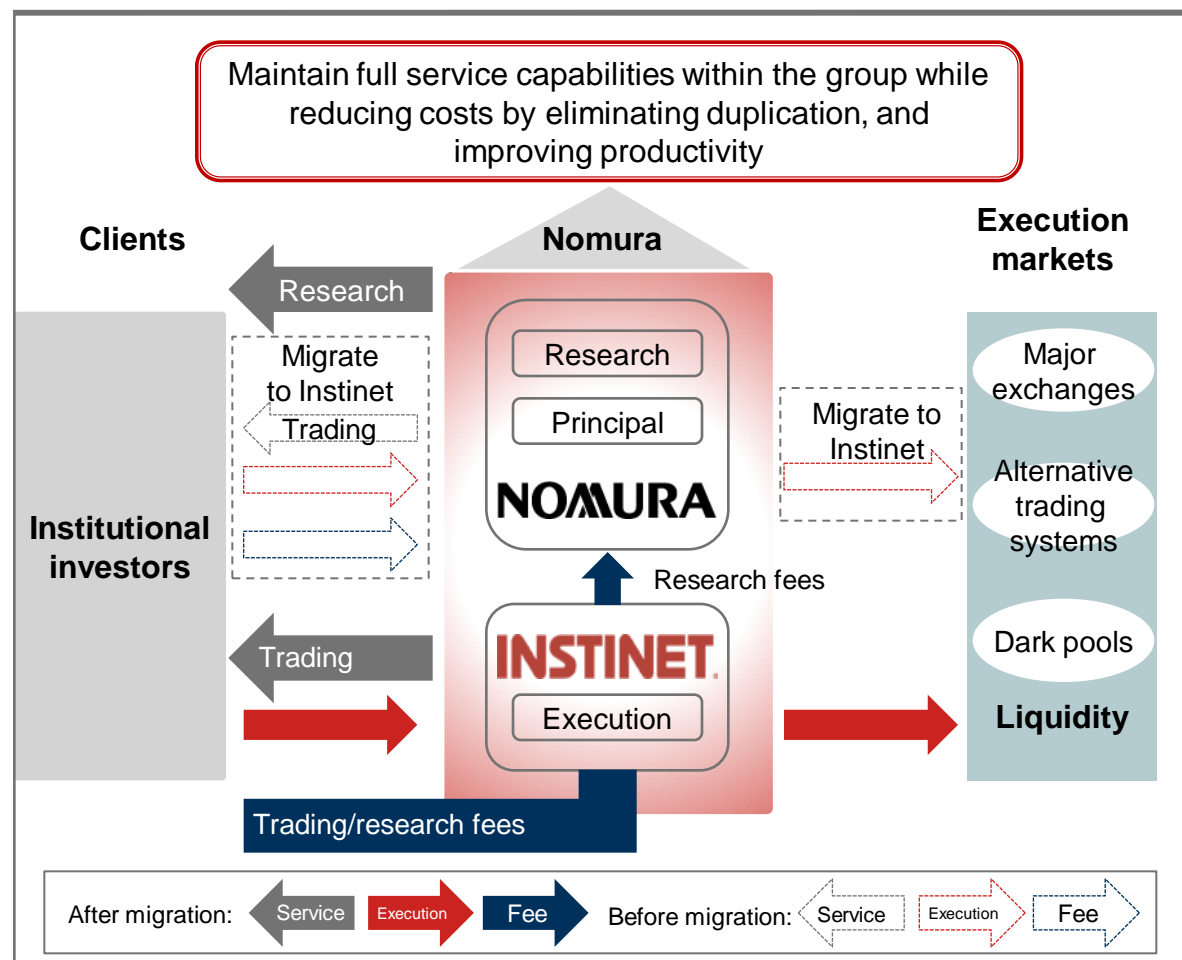 Maintain full service capabilities within the group while
reducing costs by eliminating duplication, and
improving productivity
Clients
Nomura
Execution
markets
Research
Migrate
to Instinet
Trading
Institutional
investors
Trading
Trading/research fees
Research
Principal
NOMURA
Research fees
INSTINET.
Execution
Migrate to
Instinet
Major
exchanges
Alternative
trading
systems
Dark pools
Liquidity
After migration:
Service
Execution
Fee
Before migration:
Service
Execution
Fee